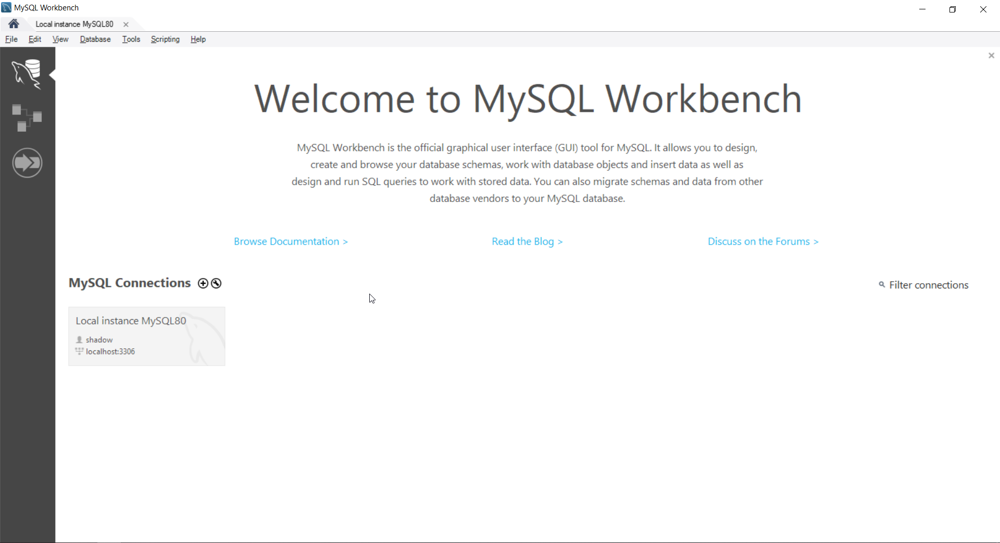 MySQL Workbench
Local instance MySQL80
File Edit View Database Tools Scripting Help
Welcome to MySQL Workbench
MySQL Workbench is the official graphical user interface (GUI) tool for MySQL. It allows you to design,
create and browse your database schemas, work with database objects and insert data as well as
design and run SQL queries to work with stored data. You can also migrate schemas and data from other
database vendors to your MySQL database.
Browse Documentation > Read the Blog > Discuss on the Forums >
MySQL Connections Filter connections
Local instance MySQL80
shadow
localhost:3306